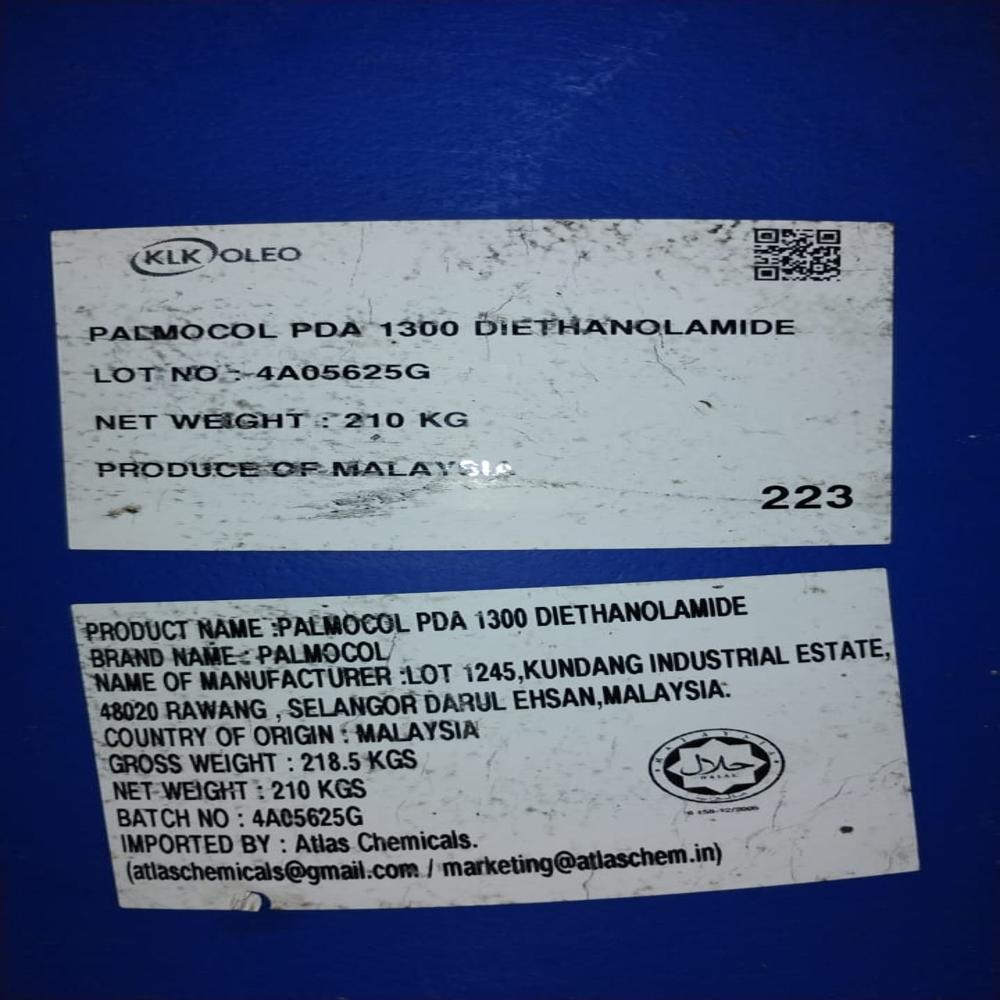 KLK OLEO
PALMOCOL PDA 1300 DIETHANOLAMIDE
LOT NO :- 4A05625G
NET WEIGHT : 210 KG
PRODUCE OF MALAYSIA
223
PRODUCT NAME :PALMOCOL PDA 1300 DIETHANOLAMIDE
BRAND NAME : PALMOCOL
NAME OF MANUFACTURER :LOT 1245,KUNDANG INDUSTRIAL ESTATE,
48020 RAWANG , SELANGOR DARUL EHSAN,MALAYSIA.
COUNTRY OF ORIGIN : MALAYSIA
GROSS WEIGHT : 218.5 KGS
NET WEIGHT : 210 KGS
BATCH NO : 4A05625G
IMPORTED BY : Atlas Chemicals.
(atlaschemicals@gmail.com / marketing@atlaschem.in)
MALAYSIA
حلال
HALAL